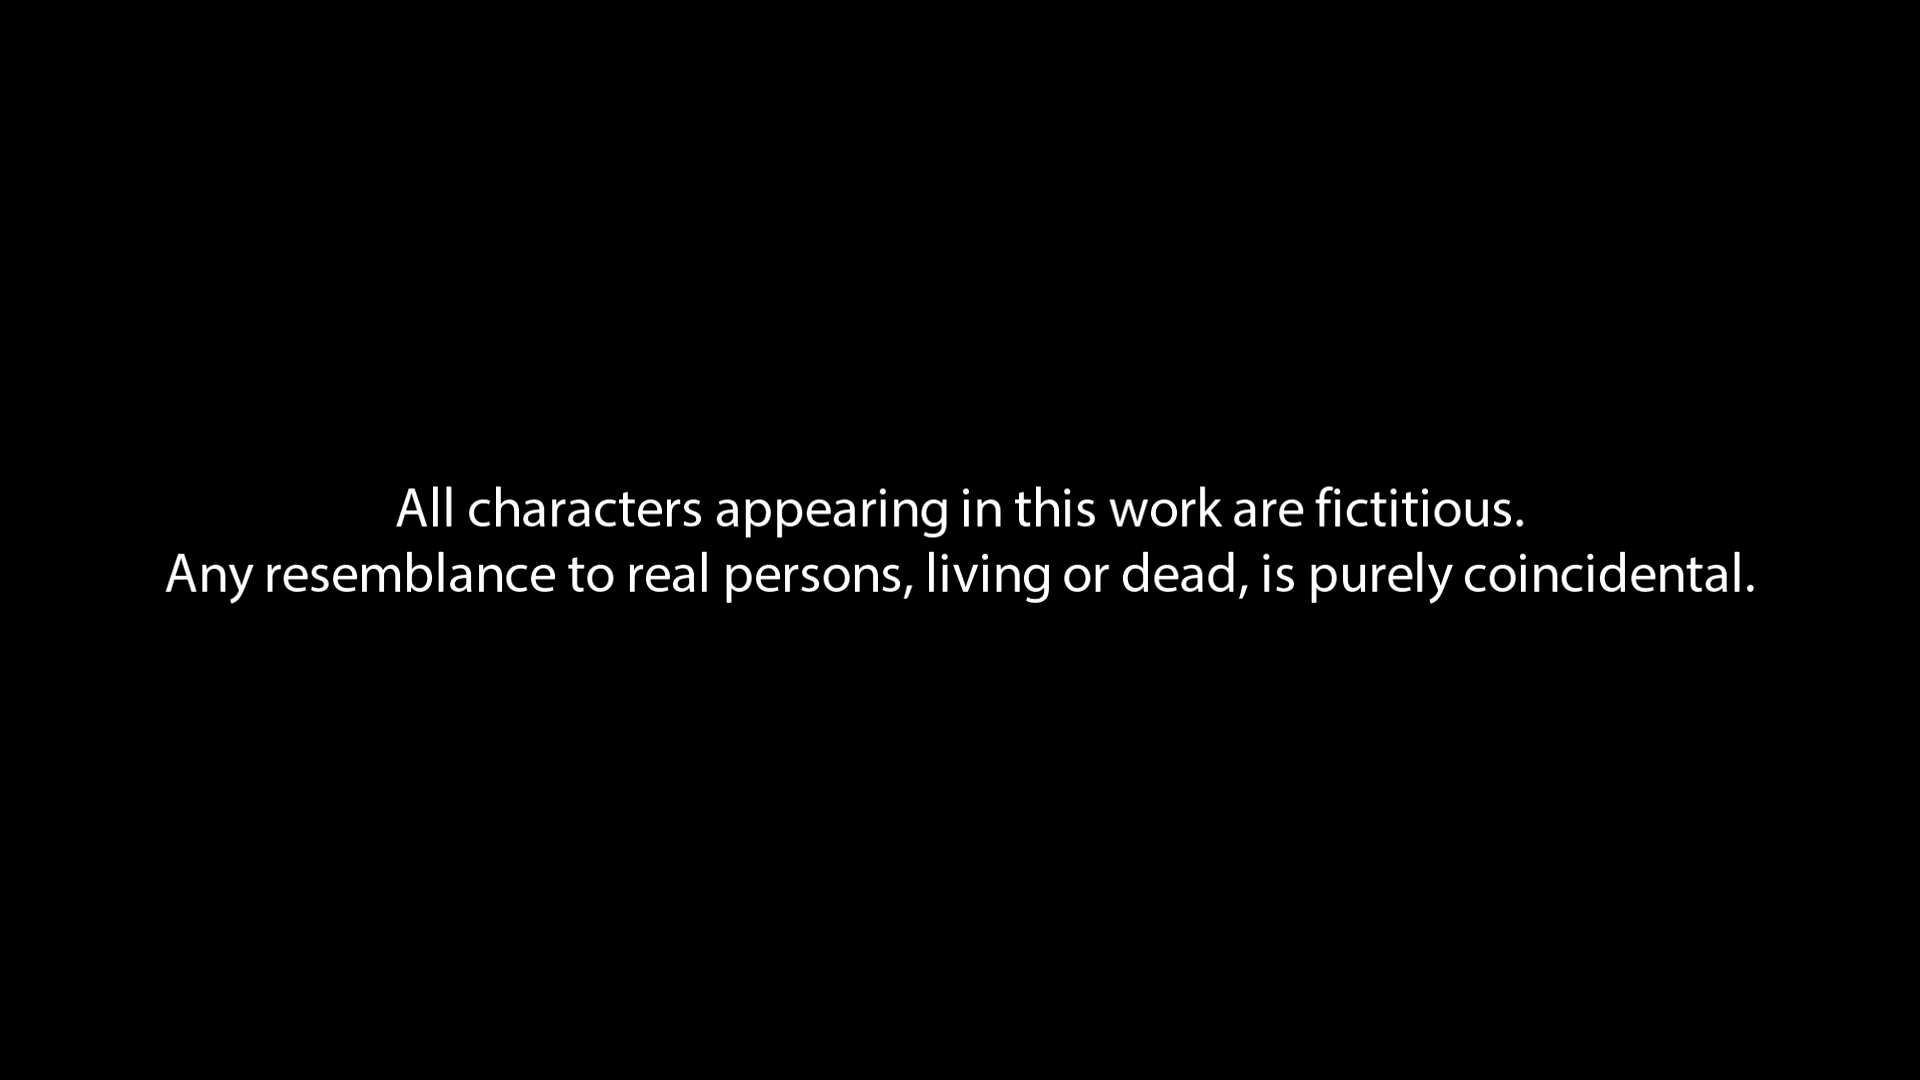 All characters appearing in this work are fictitious.
Any resemblance to real persons, living or dead, is purely coincidental.